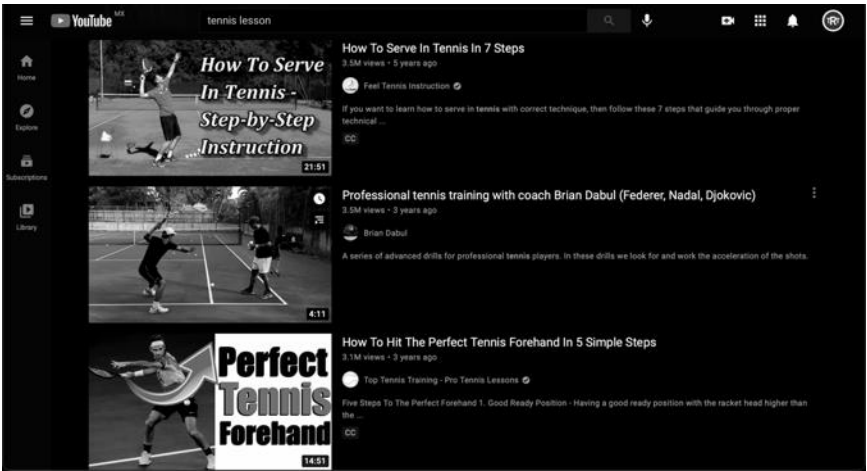 YouTube MX
tennis lesson
Home
Explore
Subscriptions
Library
How To Serve
In Tennis -
Step-by-Step
...Instruction
21:51
How To Serve In Tennis In 7 Steps
3.5M views • 5 years ago
Feel Tennis Instruction
If you want to learn how to serve in tennis with correct technique, then follow these 7 steps that guide you through proper
technical ...
CC
4:11
Professional tennis training with coach Brian Dabul (Federer, Nadal, Djokovic)
3.5M views • 3 years ago
Brian Dabul
A series of advanced drills for professional tennis players. In these drills we look for and work the acceleration of the shots.
Perfect
Tennis
Forehand
14:51
How To Hit The Perfect Tennis Forehand In 5 Simple Steps
3.1M views • 3 years ago
Top Tennis Training - Pro Tennis Lessons
Five Steps To The Perfect Forehand 1. Good Ready Position - Having a good ready position with the racket head higher than
the ...
CC